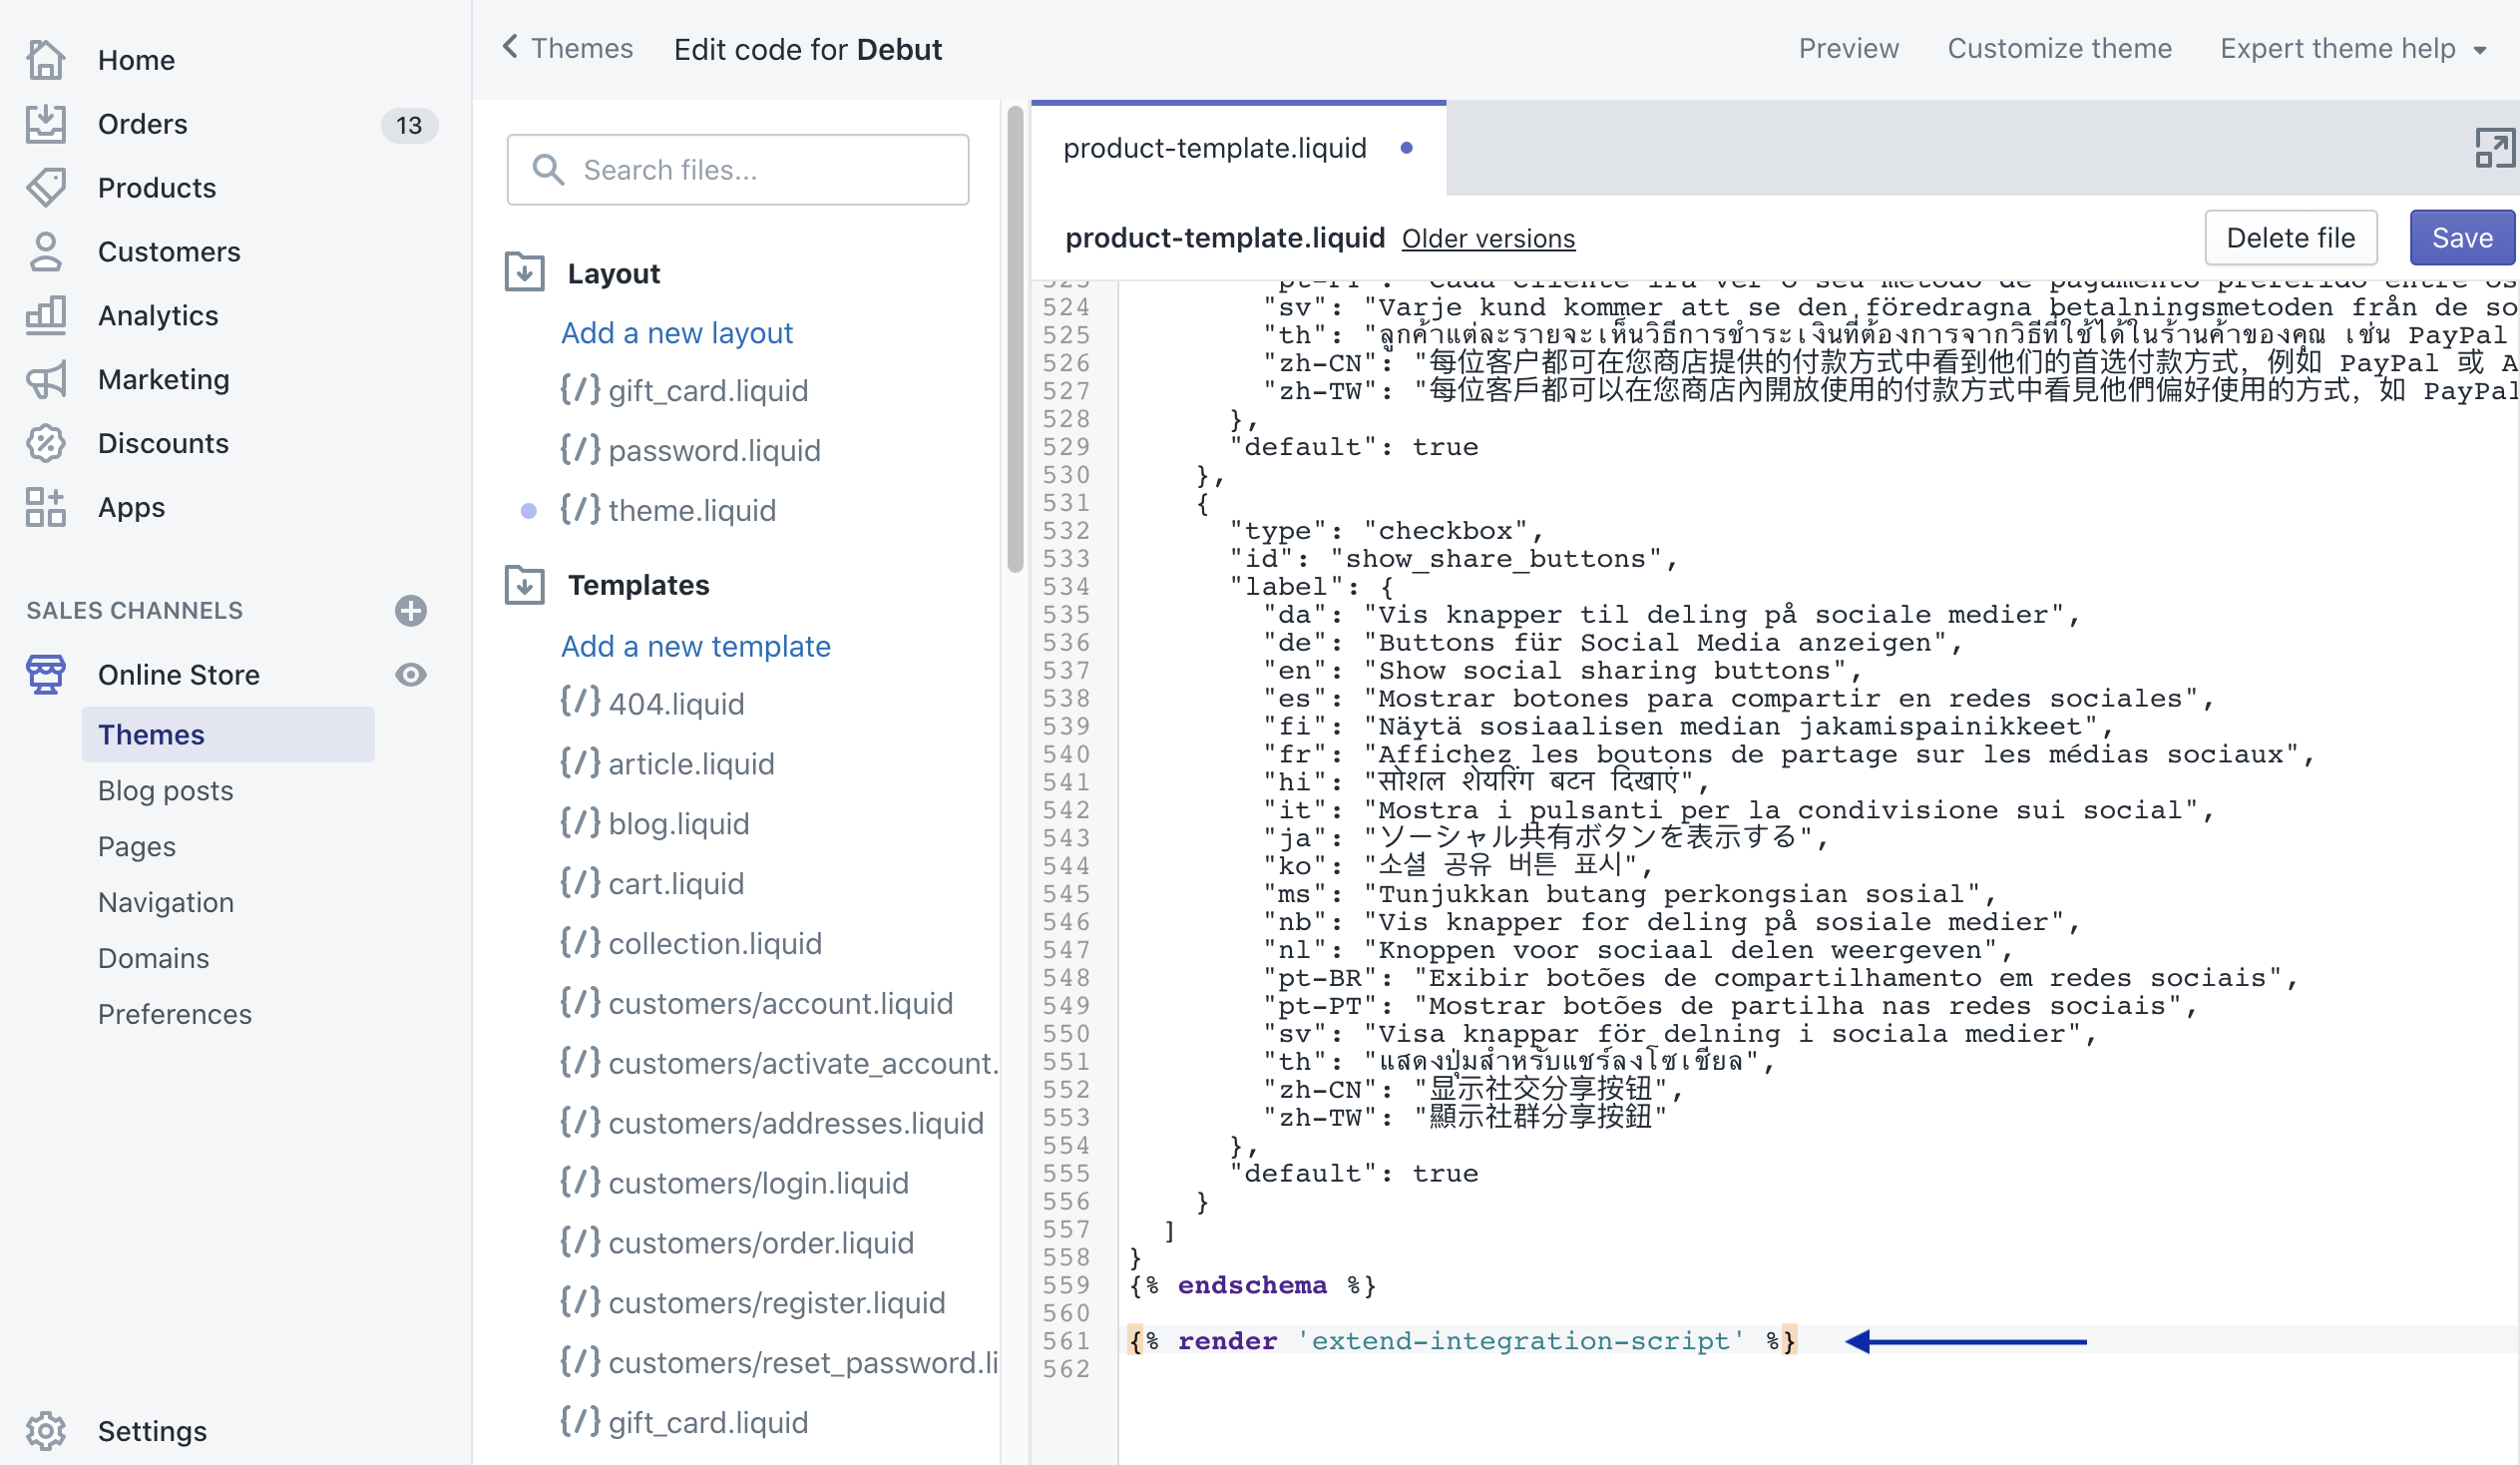 Home
Orders 13
Products
Customers
Analytics
Marketing
Discounts
Apps
SALES CHANNELS
Online Store
Themes
Blog posts
Pages
Navigation
Domains
Preferences
Settings
Themes Edit code for Debut
Preview Customize theme Expert theme help
Search files...
Layout
Add a new layout
{/} gift_card.liquid
{/} password.liquid
{/} theme.liquid
Templates
Add a new template
{/} 404.liquid
{/} article.liquid
{/} blog.liquid
{/} cart.liquid
{/} collection.liquid
{/} customers/account.liquid
{/} customers/activate_account.
{/} customers/addresses.liquid
{/} customers/login.liquid
{/} customers/order.liquid
{/} customers/register.liquid
{/} customers/reset_password.li
{/} gift_card.liquid
product-template.liquid
product-template.liquid Older versions Delete file Save
523 "pt-PT": "Cada cliente irá ver o seu método de pagamento preferido entre os
524 "sv": "Varje kund kommer att se den föredragna betalningsmetoden från de so
525 "th": "ลูกค้าแต่ละรายจะเห็นวิธีการชำระเงินที่ต้องการจากวิธีที่ใช้ได้ในร้านค้าของคุณ เช่น PayPal
526 "zh-CN": "每位客户都可在您商店提供的付款方式中看到他们的首选付款方式，例如 PayPal 或 A
527 "zh-TW": "每位客戶都可以在您商店內開放使用的付款方式中看見他們偏好使用的方式，如 PayPal
528 },
529 "default": true
530 },
531 {
532 "type": "checkbox",
533 "id": "show_share_buttons",
534 "label": {
535 "da": "Vis knapper til deling på sociale medier",
536 "de": "Buttons für Social Media anzeigen",
537 "en": "Show social sharing buttons",
538 "es": "Mostrar botones para compartir en redes sociales",
539 "fi": "Näytä sosiaalisen median jakamispainikkeet",
540 "fr": "Affichez les boutons de partage sur les médias sociaux",
541 "hi": "सोशल शेयरिंग बटन दिखाएं",
542 "it": "Mostra i pulsanti per la condivisione sui social",
543 "ja": "ソーシャル共有ボタンを表示する",
544 "ko": "소셜 공유 버튼 표시",
545 "ms": "Tunjukkan butang perkongsian sosial",
546 "nb": "Vis knapper for deling på sosiale medier",
547 "nl": "Knoppen voor sociaal delen weergeven",
548 "pt-BR": "Exibir botões de compartilhamento em redes sociais",
549 "pt-PT": "Mostrar botões de partilha nas redes sociais",
550 "sv": "Visa knappar för delning i sociala medier",
551 "th": "แสดงปุ่มสำหรับแชร์ลงโซเชียล",
552 "zh-CN": "显示社交分享按钮",
553 "zh-TW": "顯示社群分享按鈕"
554 },
555 "default": true
556 }
557 ]
558 }
559 {% endschema %}
560
561 {% render 'extend-integration-script' %}
562